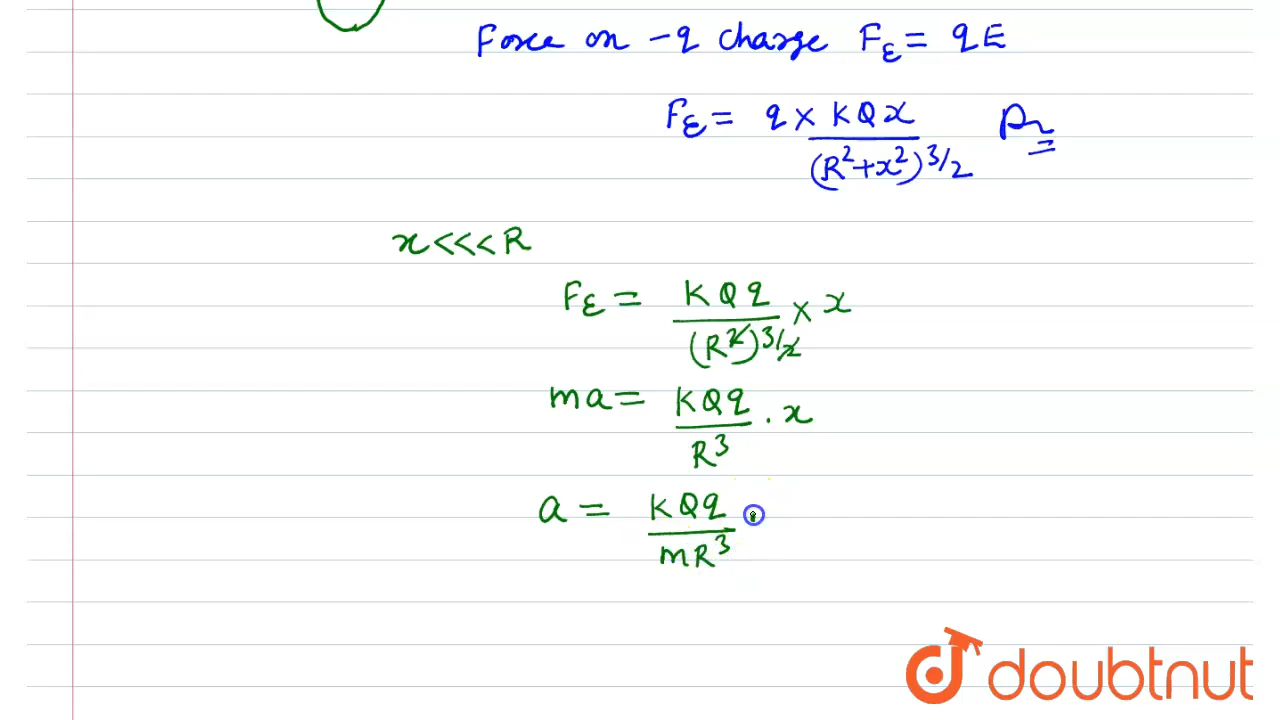 Force on -q charge F_E = qE
F_E = q × KQx / (R² + x²)^3/2
x <<< R
F_E = KQq / (R²)^3/2 × x
ma = KQq / R³ . x
a = KQq / mR³
doubtnut